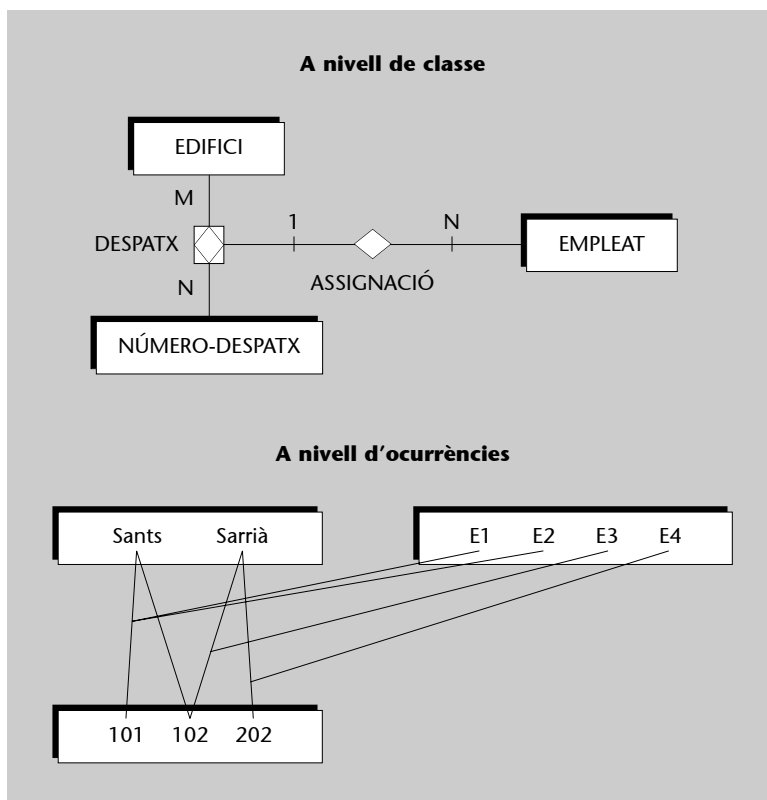 A nivell de classe
EDIFICI
M
1 N
DESPATX
EMPLEAT
ASSIGNACIÓ
N
NÚMERO-DESPATX
A nivell d’ocurrències
Sants Sarrià
E1 E2 E3 E4
101 102 202